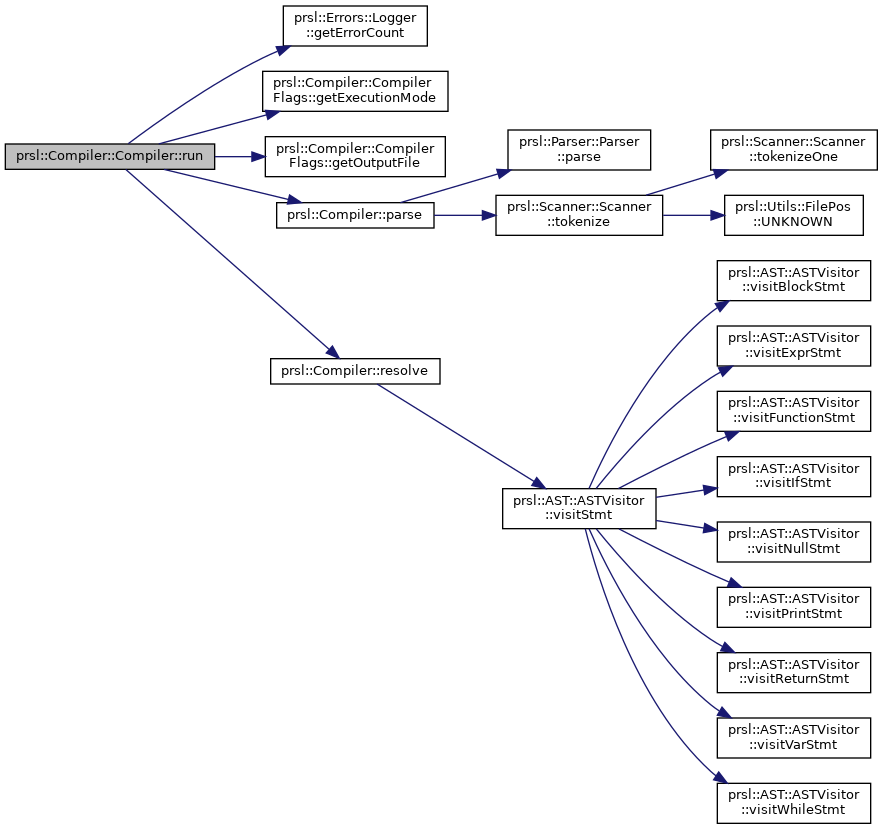 prsl::Compiler::Compiler::run
prsl::Errors::Logger
::getErrorCount
prsl::Compiler::Compiler
Flags::getExecutionMode
prsl::Compiler::Compiler
Flags::getOutputFile
prsl::Compiler::parse
prsl::Parser::Parser
::parse
prsl::Scanner::Scanner
::tokenize
prsl::Scanner::Scanner
::tokenizeOne
prsl::Utils::FilePos
::UNKNOWN
prsl::Compiler::resolve
prsl::AST::ASTVisitor
::visitStmt
prsl::AST::ASTVisitor
::visitBlockStmt
prsl::AST::ASTVisitor
::visitExprStmt
prsl::AST::ASTVisitor
::visitFunctionStmt
prsl::AST::ASTVisitor
::visitIfStmt
prsl::AST::ASTVisitor
::visitNullStmt
prsl::AST::ASTVisitor
::visitPrintStmt
prsl::AST::ASTVisitor
::visitReturnStmt
prsl::AST::ASTVisitor
::visitVarStmt
prsl::AST::ASTVisitor
::visitWhileStmt